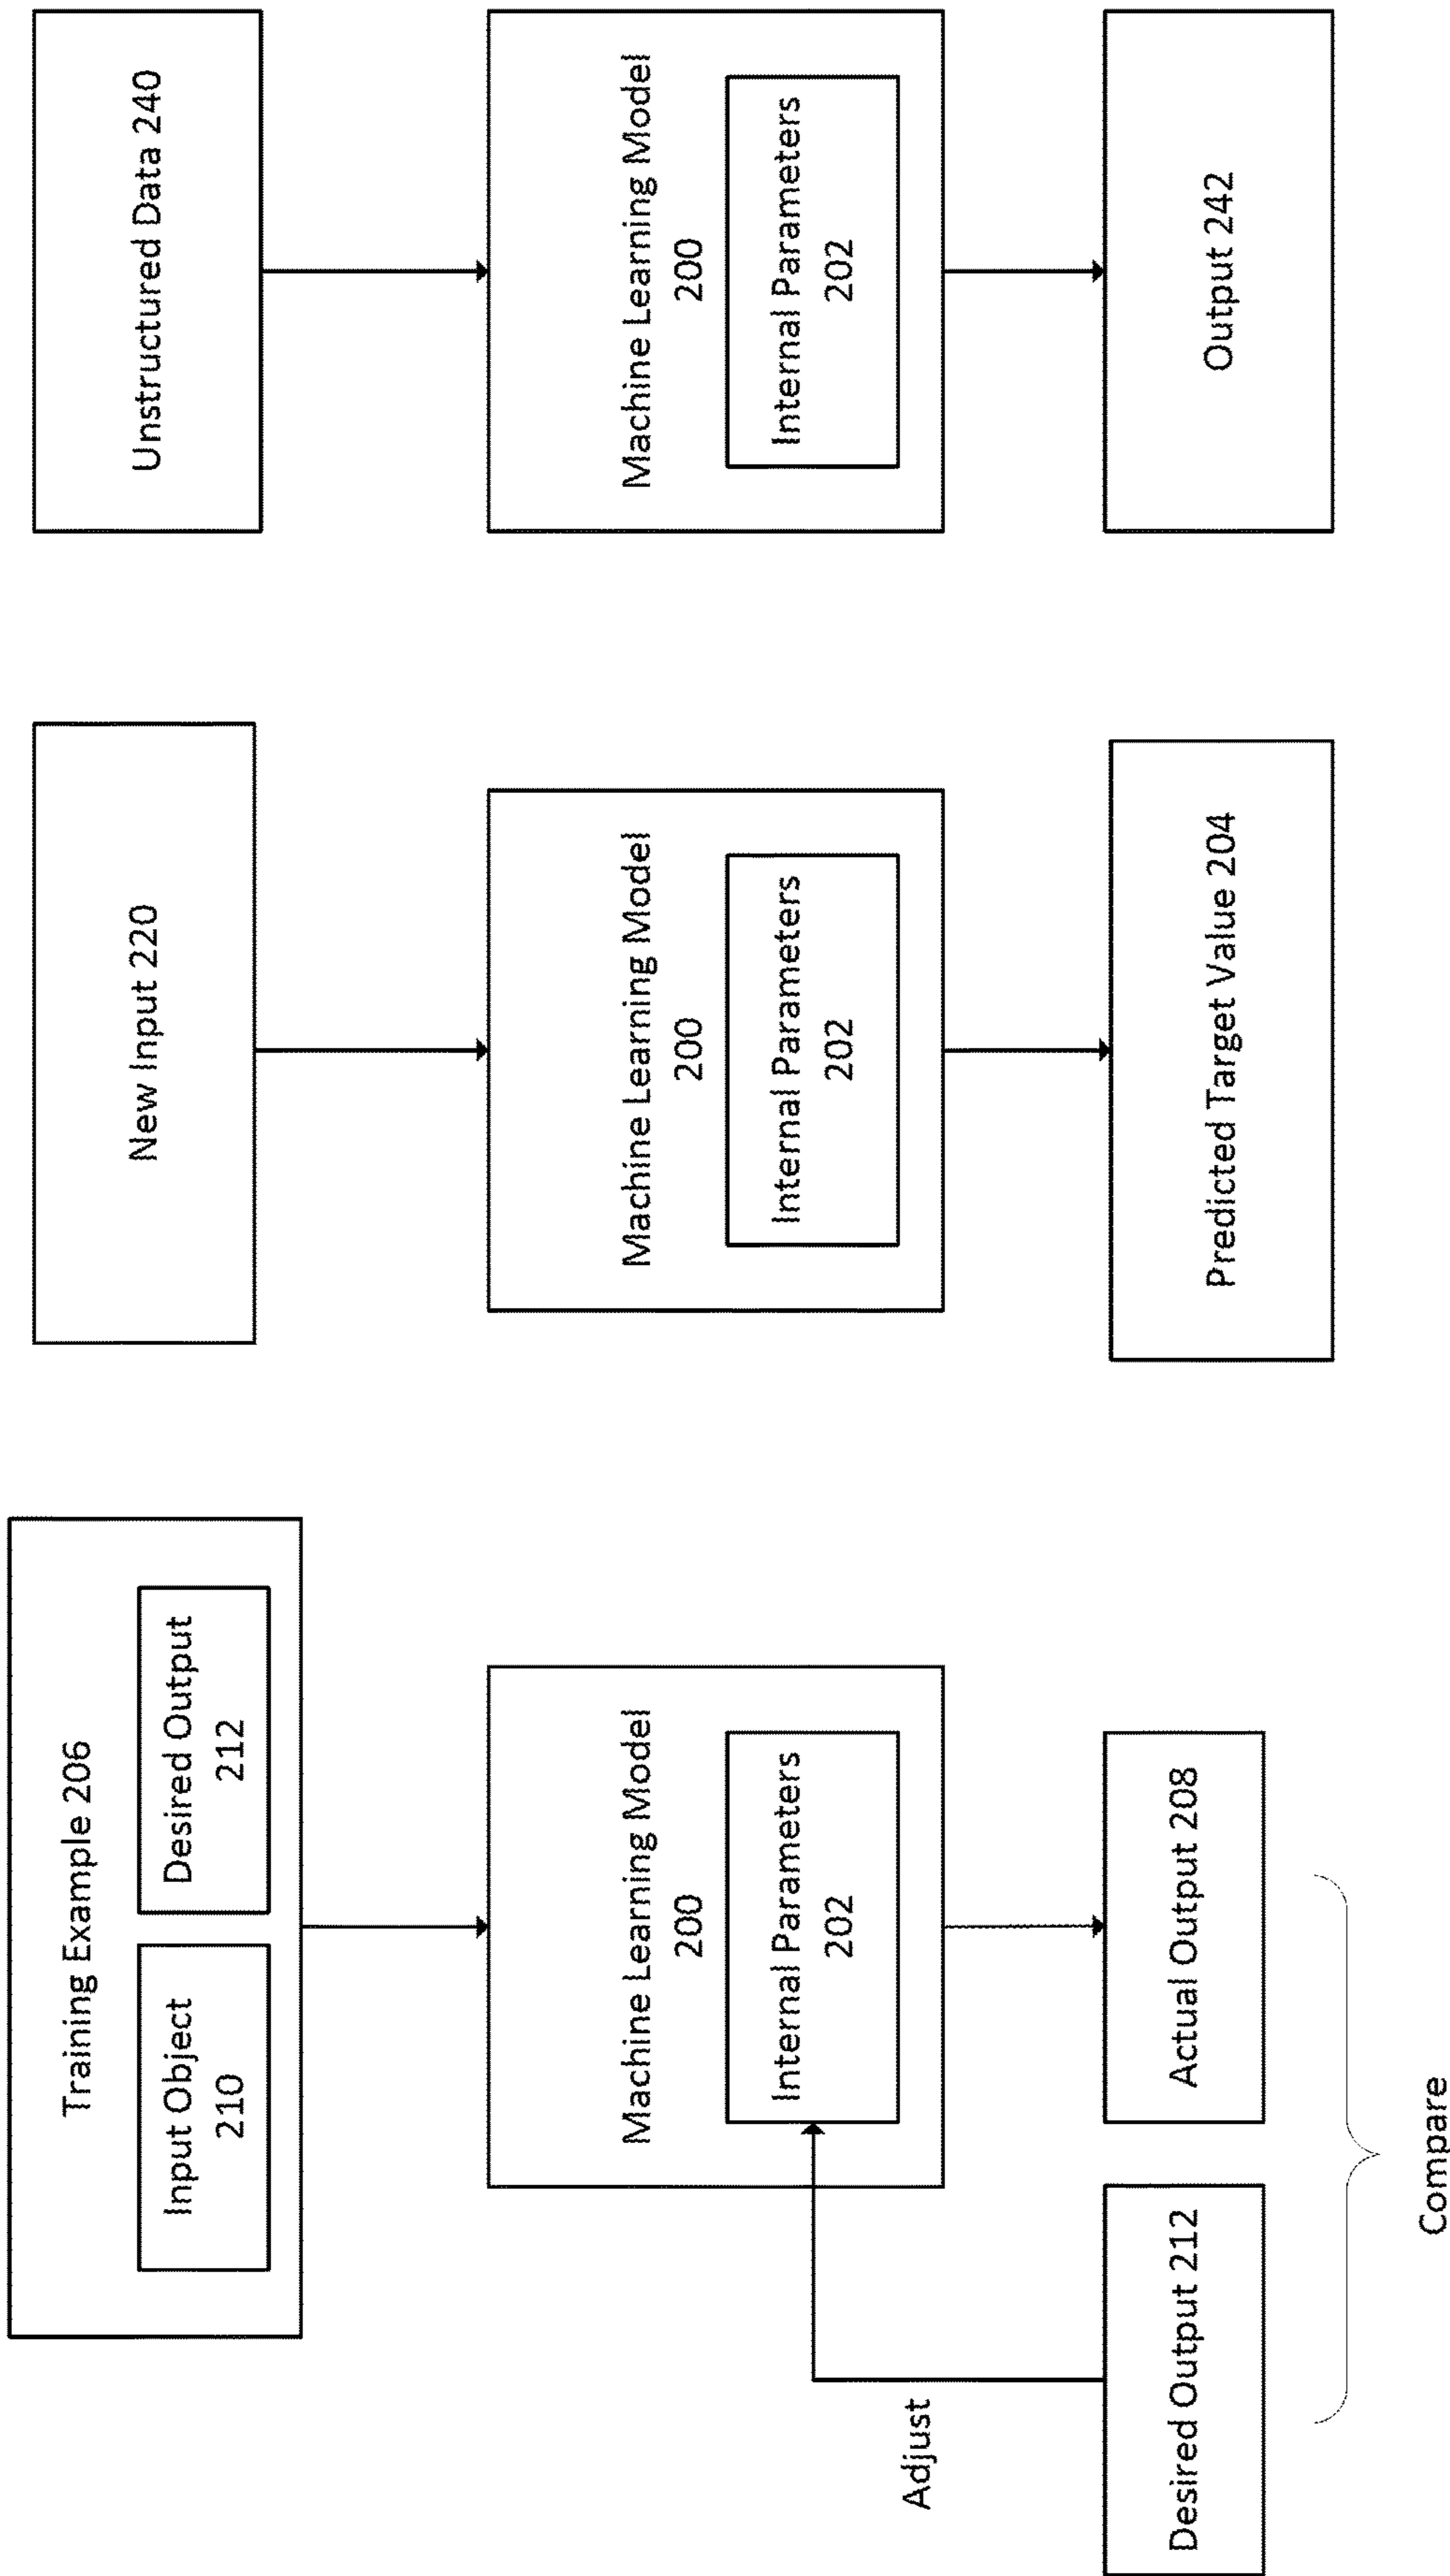 Training Example 206
Input Object
210
Desired Output
212
Machine Learning Model
200
Internal Parameters
202
Adjust
Desired Output 212
Actual Output 208
Compare
New Input 220
Machine Learning Model
200
Internal Parameters
202
Predicted Target Value 204
Unstructured Data 240
Machine Learning Model
200
Internal Parameters
202
Output 242